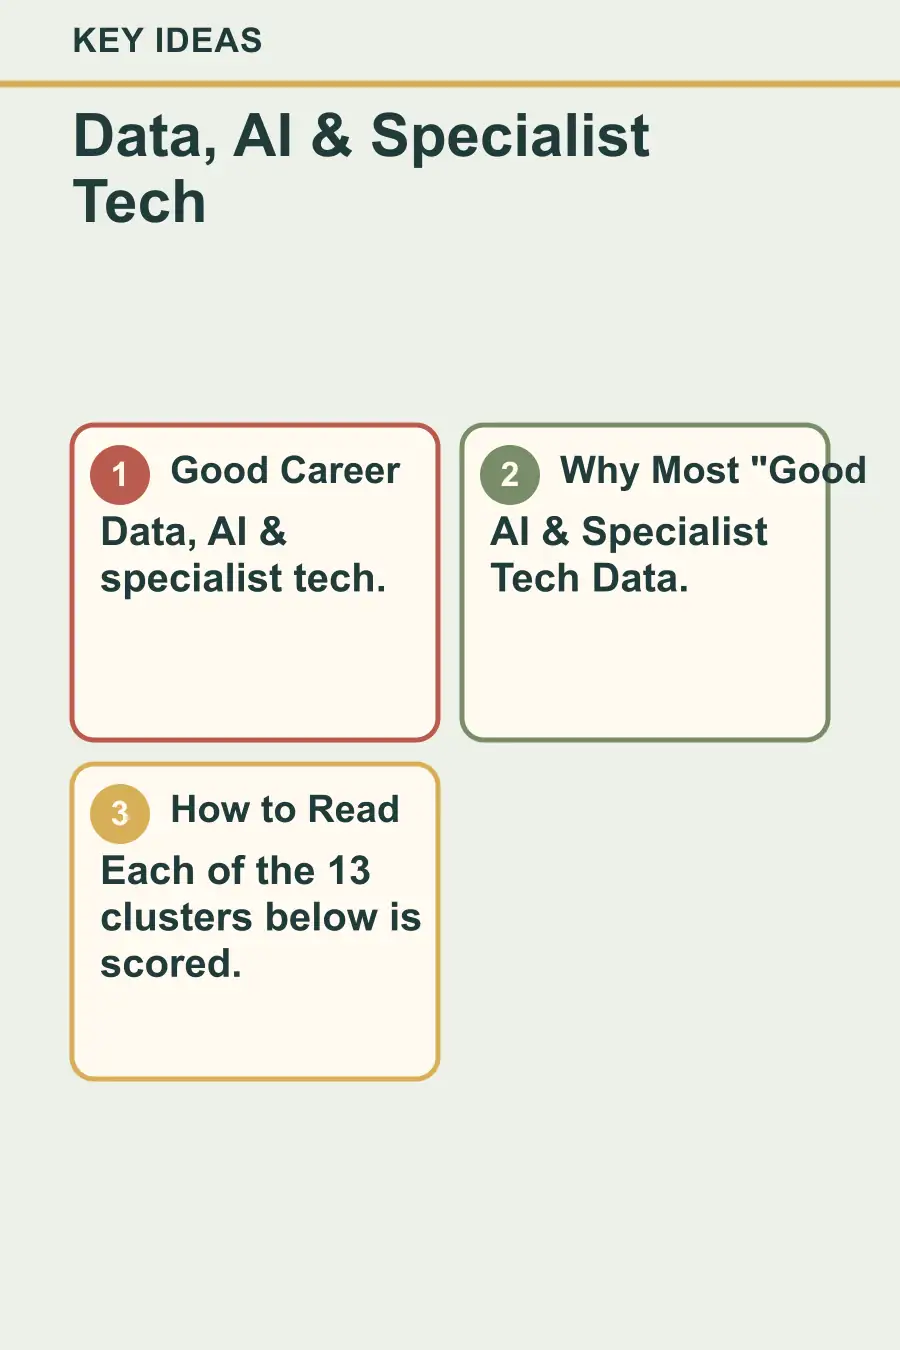 KEY IDEAS
Data, AI & Specialist
Tech
1 Good Career
Data, AI &
specialist tech.
2 Why Most "Good
AI & Specialist
Tech Data.
3 How to Read
Each of the 13
clusters below is
scored.